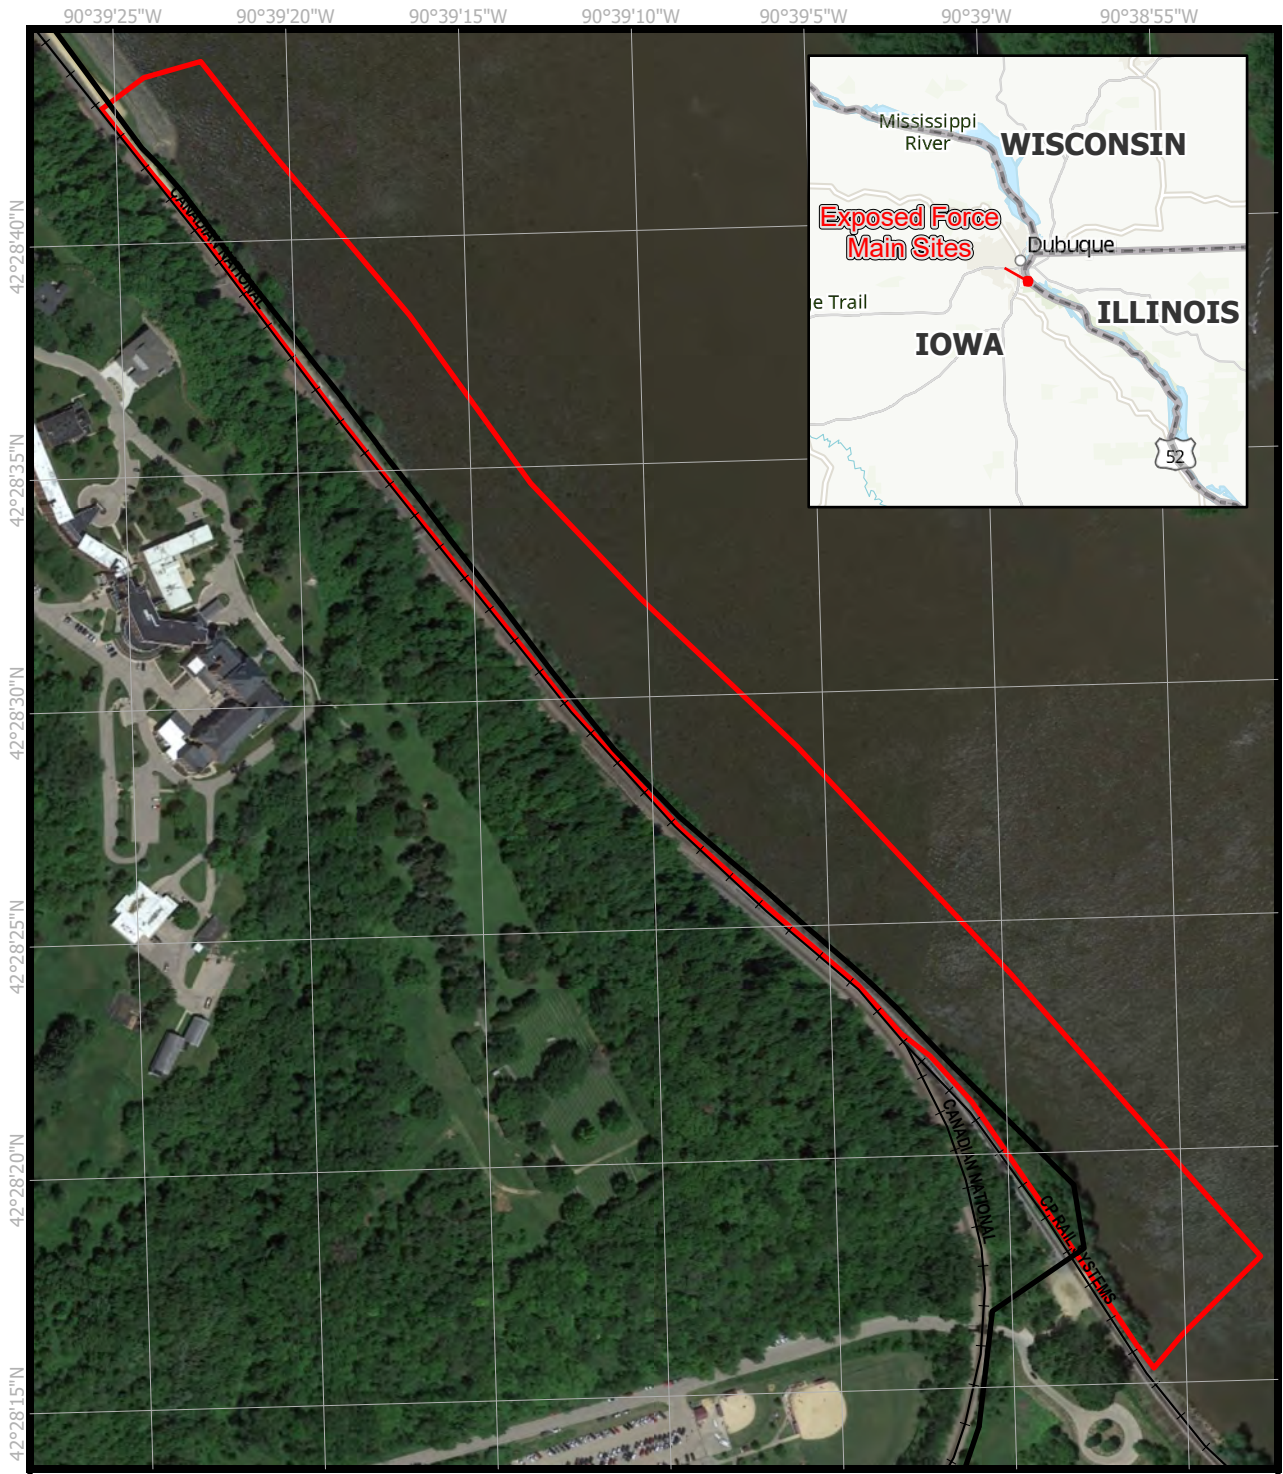 90°39'25"W
90°39'20"W
90°39'15"W
90°39'10"W
90°39'5"W
90°39'W
90°38'55"W
Mississippi
River
WISCONSIN
Exposed Force
Main Sites
Dubuque
e Trail
ILLINOIS
IOWA
52
42°28'40"N
42°28'35"N
42°28'30"N
42°28'25"N
42°28'20"N
42°28'15"N
CANADIAN NATIONAL
CANADIAN NATIONAL
CP RAIL SYSTEMS